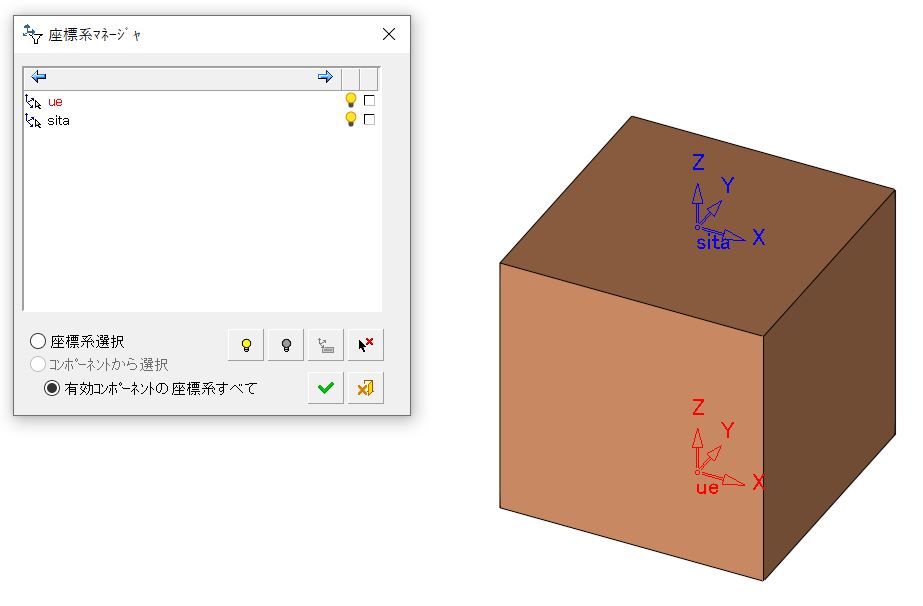 座標系ﾏﾈｰｼﾞｬ
ue
sita
座標系選択
ｺﾝﾎﾟｰﾈﾝﾄから選択
有効ｺﾝﾎﾟｰﾈﾝﾄの座標系すべて
Z
Y
X
sita
Z
Y
X
ue